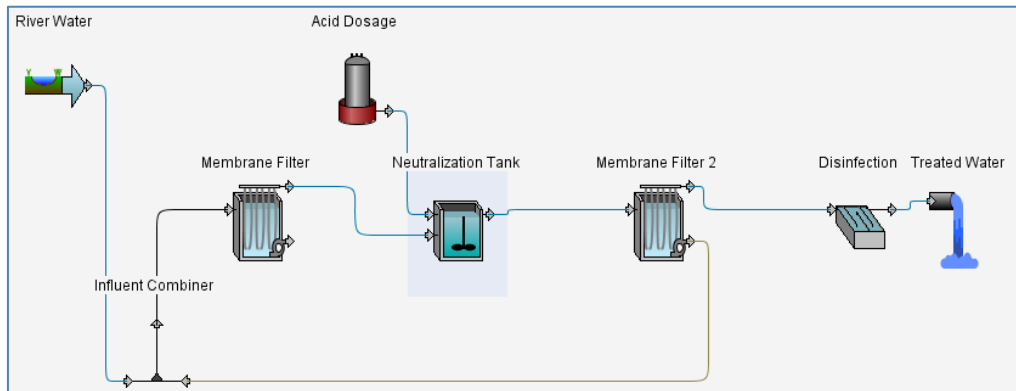 River Water
Acid Dosage
Membrane Filter
Neutralization Tank
Membrane Filter 2
Disinfection
Treated Water
Influent Combiner